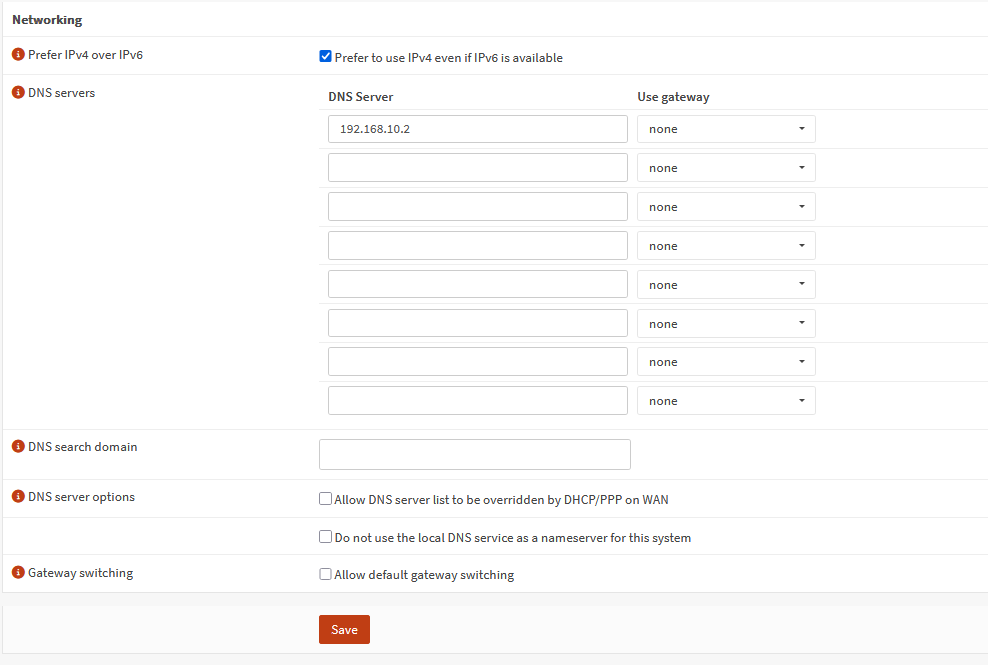 Networking
Prefer IPv4 over IPv6
Prefer to use IPv4 even if IPv6 is available
DNS servers
DNS Server Use gateway
192.168.10.2 none
none
none
none
none
none
none
none
DNS search domain
DNS server options
Allow DNS server list to be overridden by DHCP/PPP on WAN
Do not use the local DNS service as a nameserver for this system
Gateway switching
Allow default gateway switching
Save